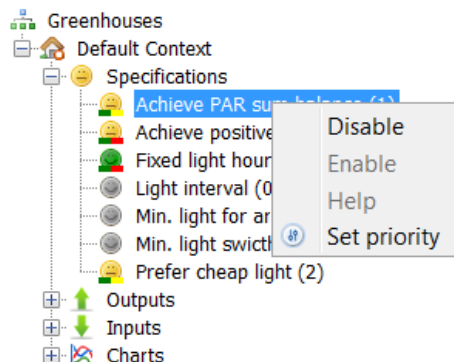 Greenhouses
Default Context
Specifications
Achieve PAR sum balance (1)
Achieve positive
Fixed light hour
Light interval (0
Min. light for ar
Min. light swicth
Prefer cheap light (2)
Outputs
Inputs
Charts
Disable
Enable
Help
Set priority